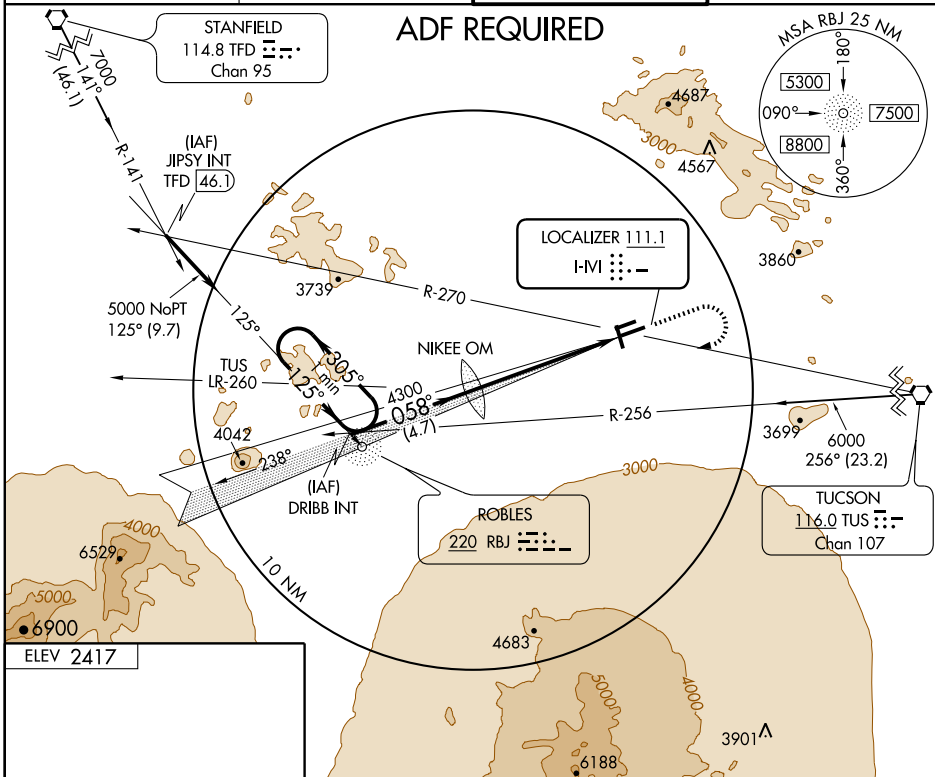 ADF REQUIRED
STANFIELD
114.8 TFD
Chan 95
7000
141°
(46.1)
R-141
(IAF)
JIPSY INT
TFD 46.1
MSA RBJ 25 NM
180°
5300
090°
7500
8800
360°
4687
3000
4567
3860
LOCALIZER 111.1
I-IVI
3739
R-270
5000 NoPT
125° (9.7)
125°
NIKEE OM
TUS
LR-260
305°
1 min
125°
4300
058°
(4.7)
R-256
4042
238°
3699
6000
256° (23.2)
(IAF)
DRIBB INT
3000
ROBLES
220 RBJ
TUCSON
116.0 TUS
Chan 107
4000
6529
5000
6900
10 NM
4683
ELEV 2417
5000
4000
3901
6188